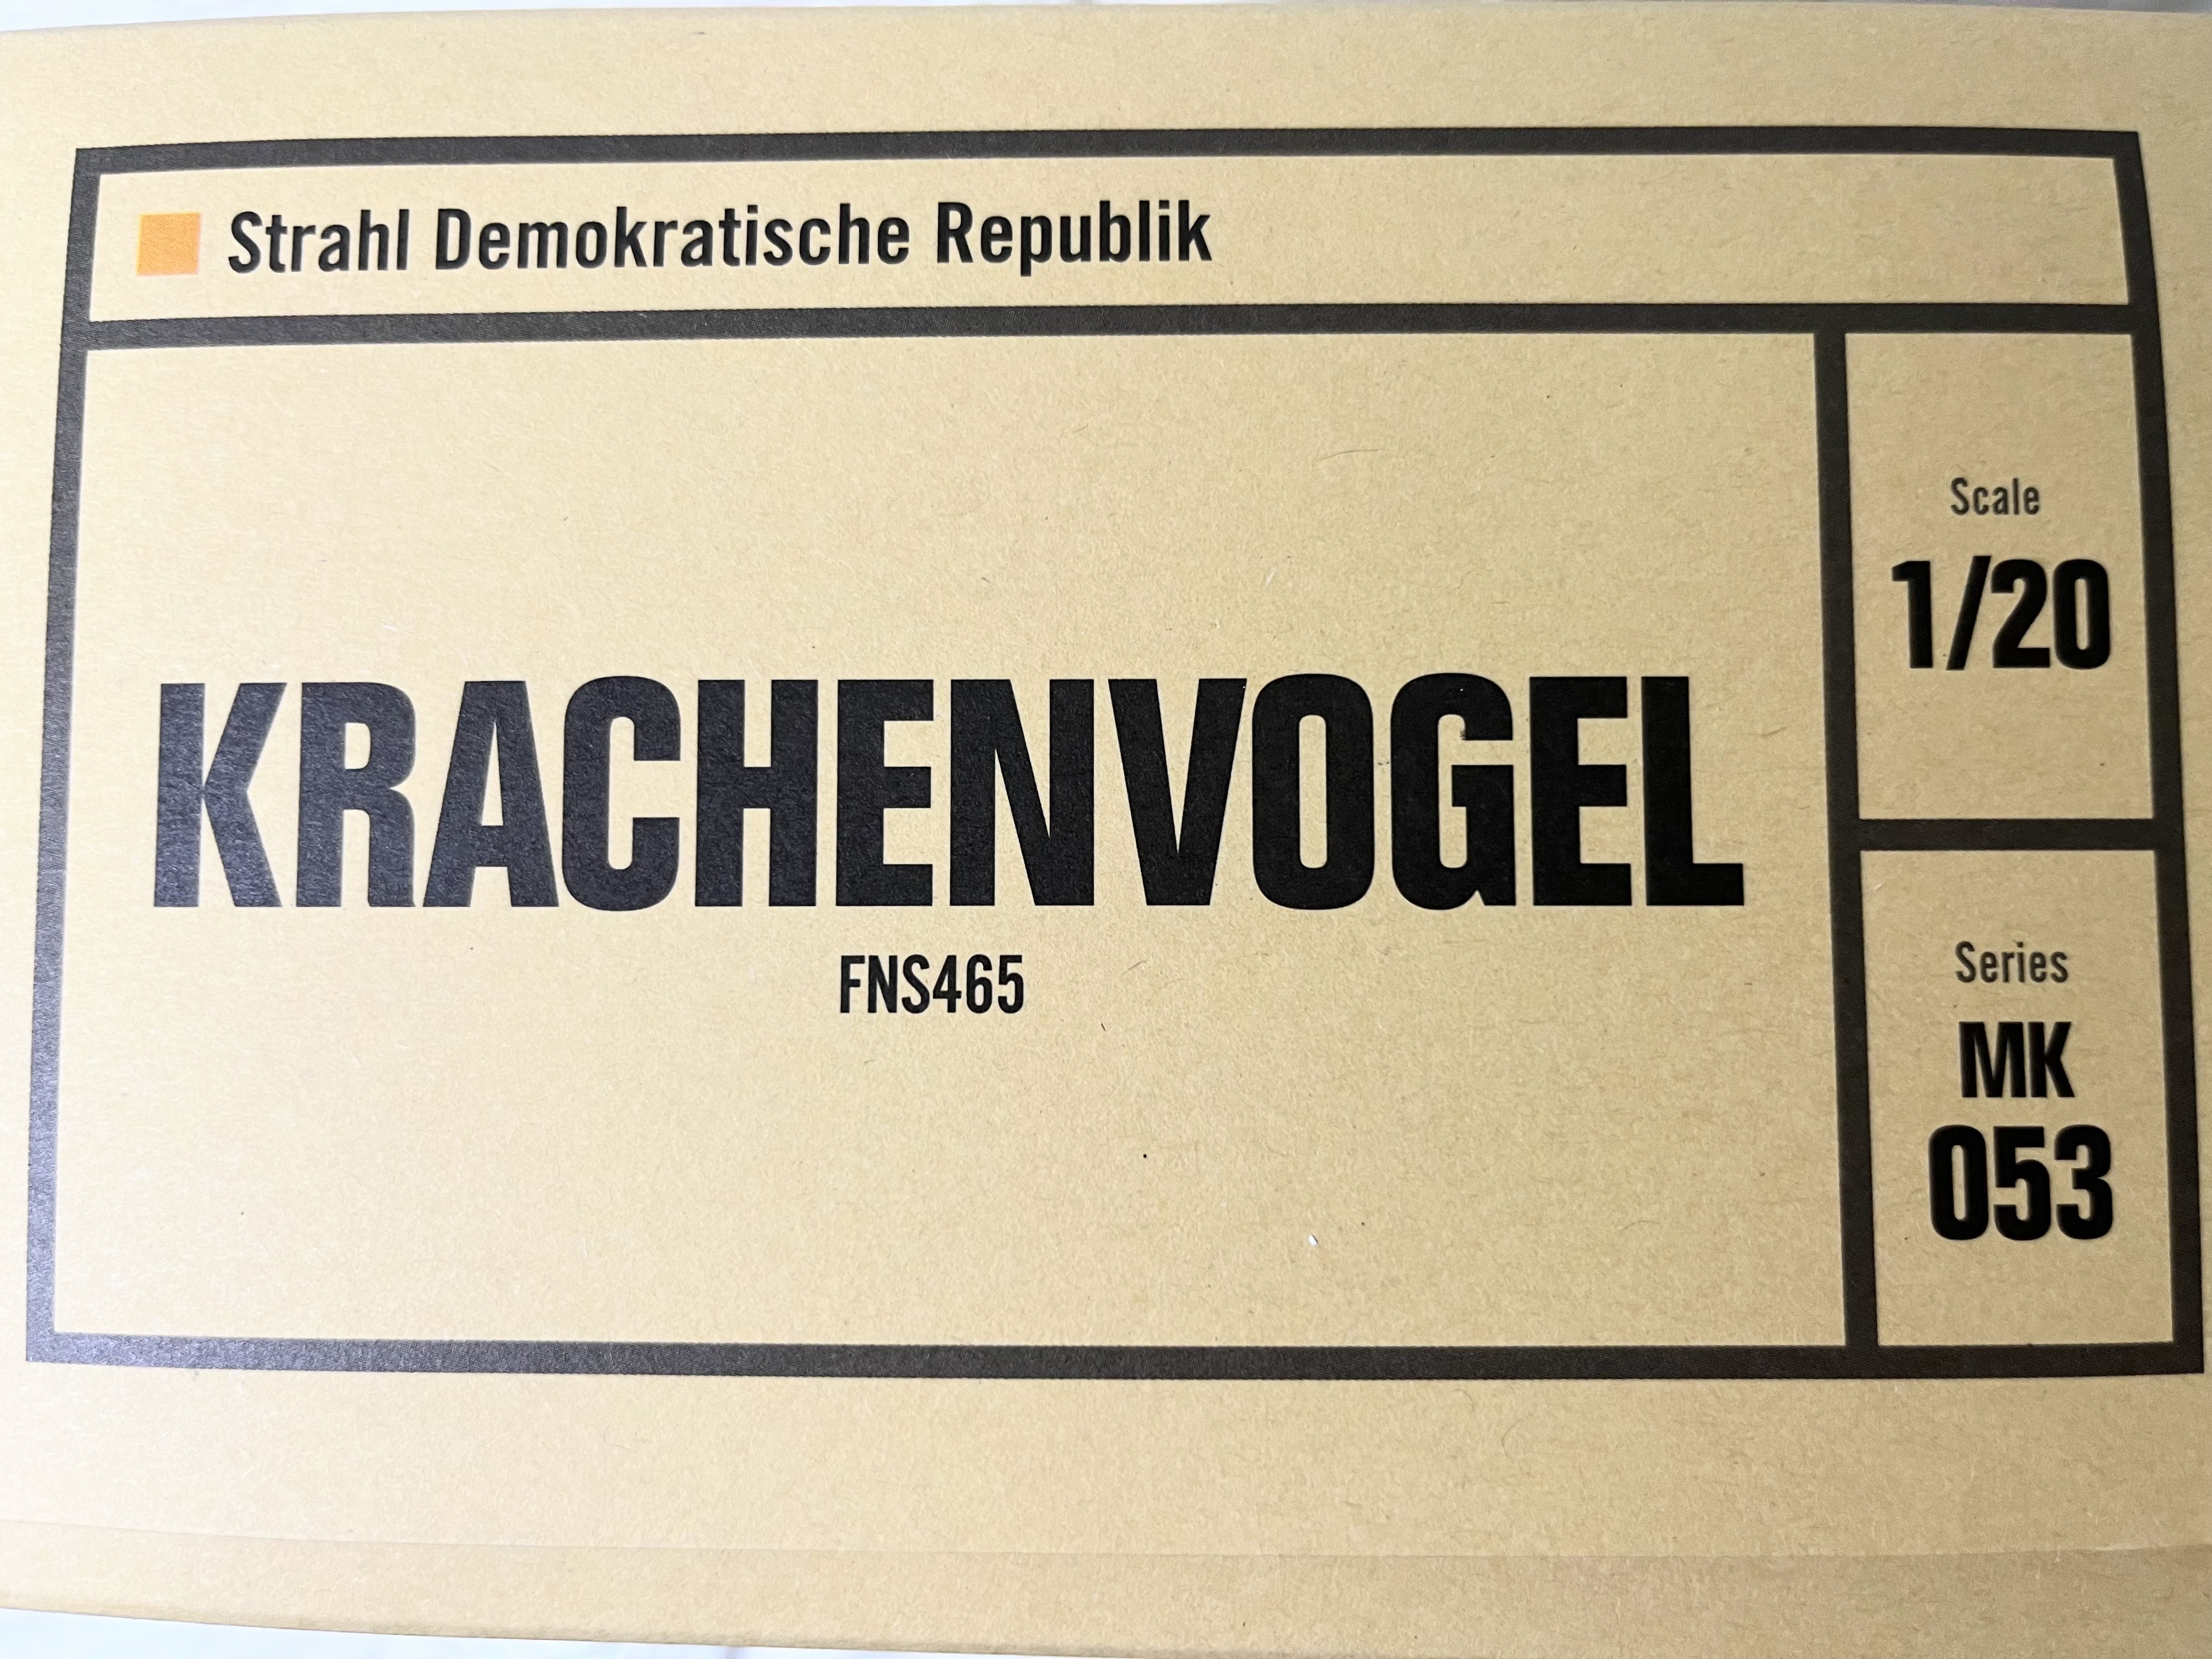 Strahl Demokratische Republik
KRACHENVOGEL
FNS465
Scale
1/20
Series
MK
053